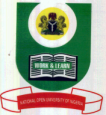 WORK & LEARN
NATIONAL OPEN UNIVERSITY OF NIGERIA